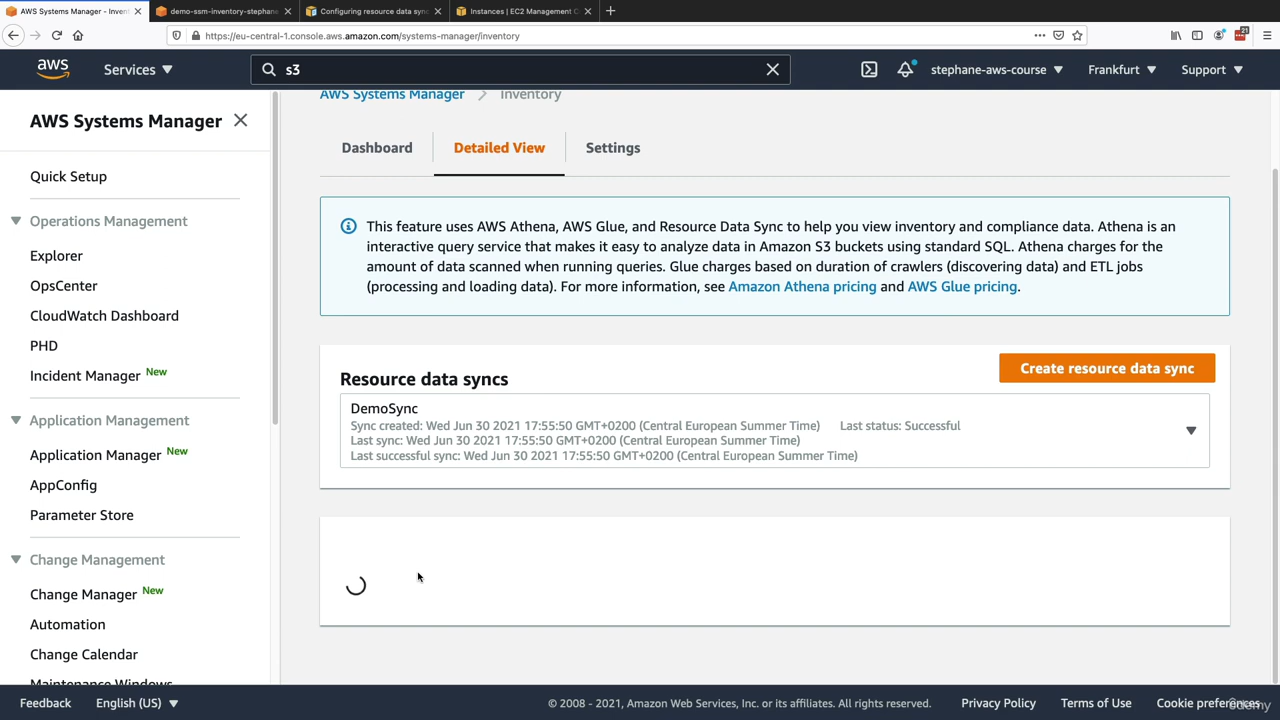 AWS Systems Manager - Inven
demo-ssm-inventory-stephane
Configuring resource data sync
Instances | EC2 Management C
https://eu-central-1.console.aws.amazon.com/systems-manager/inventory
21
aws
Services
s3
stephane-aws-course
Frankfurt
Support
AWS Systems Manager
Quick Setup
Operations Management
Explorer
OpsCenter
CloudWatch Dashboard
PHD
Incident Manager New
Application Management
Application Manager New
AppConfig
Parameter Store
Change Management
Change Manager New
Automation
Change Calendar
Maintenance Windows
AWS Systems Manager > Inventory
Dashboard
Detailed View
Settings
This feature uses AWS Athena, AWS Glue, and Resource Data Sync to help you view inventory and compliance data. Athena is an
interactive query service that makes it easy to analyze data in Amazon S3 buckets using standard SQL. Athena charges for the
amount of data scanned when running queries. Glue charges based on duration of crawlers (discovering data) and ETL jobs
(processing and loading data). For more information, see Amazon Athena pricing and AWS Glue pricing.
Resource data syncs
Create resource data sync
DemoSync
Sync created: Wed Jun 30 2021 17:55:50 GMT+0200 (Central European Summer Time) Last status: Successful
Last sync: Wed Jun 30 2021 17:55:50 GMT+0200 (Central European Summer Time)
Last successful sync: Wed Jun 30 2021 17:55:50 GMT+0200 (Central European Summer Time)
Feedback
English (US)
© 2008 - 2021, Amazon Web Services, Inc. or its affiliates. All rights reserved.
Privacy Policy
Terms of Use
Cookie preferences
Udemy